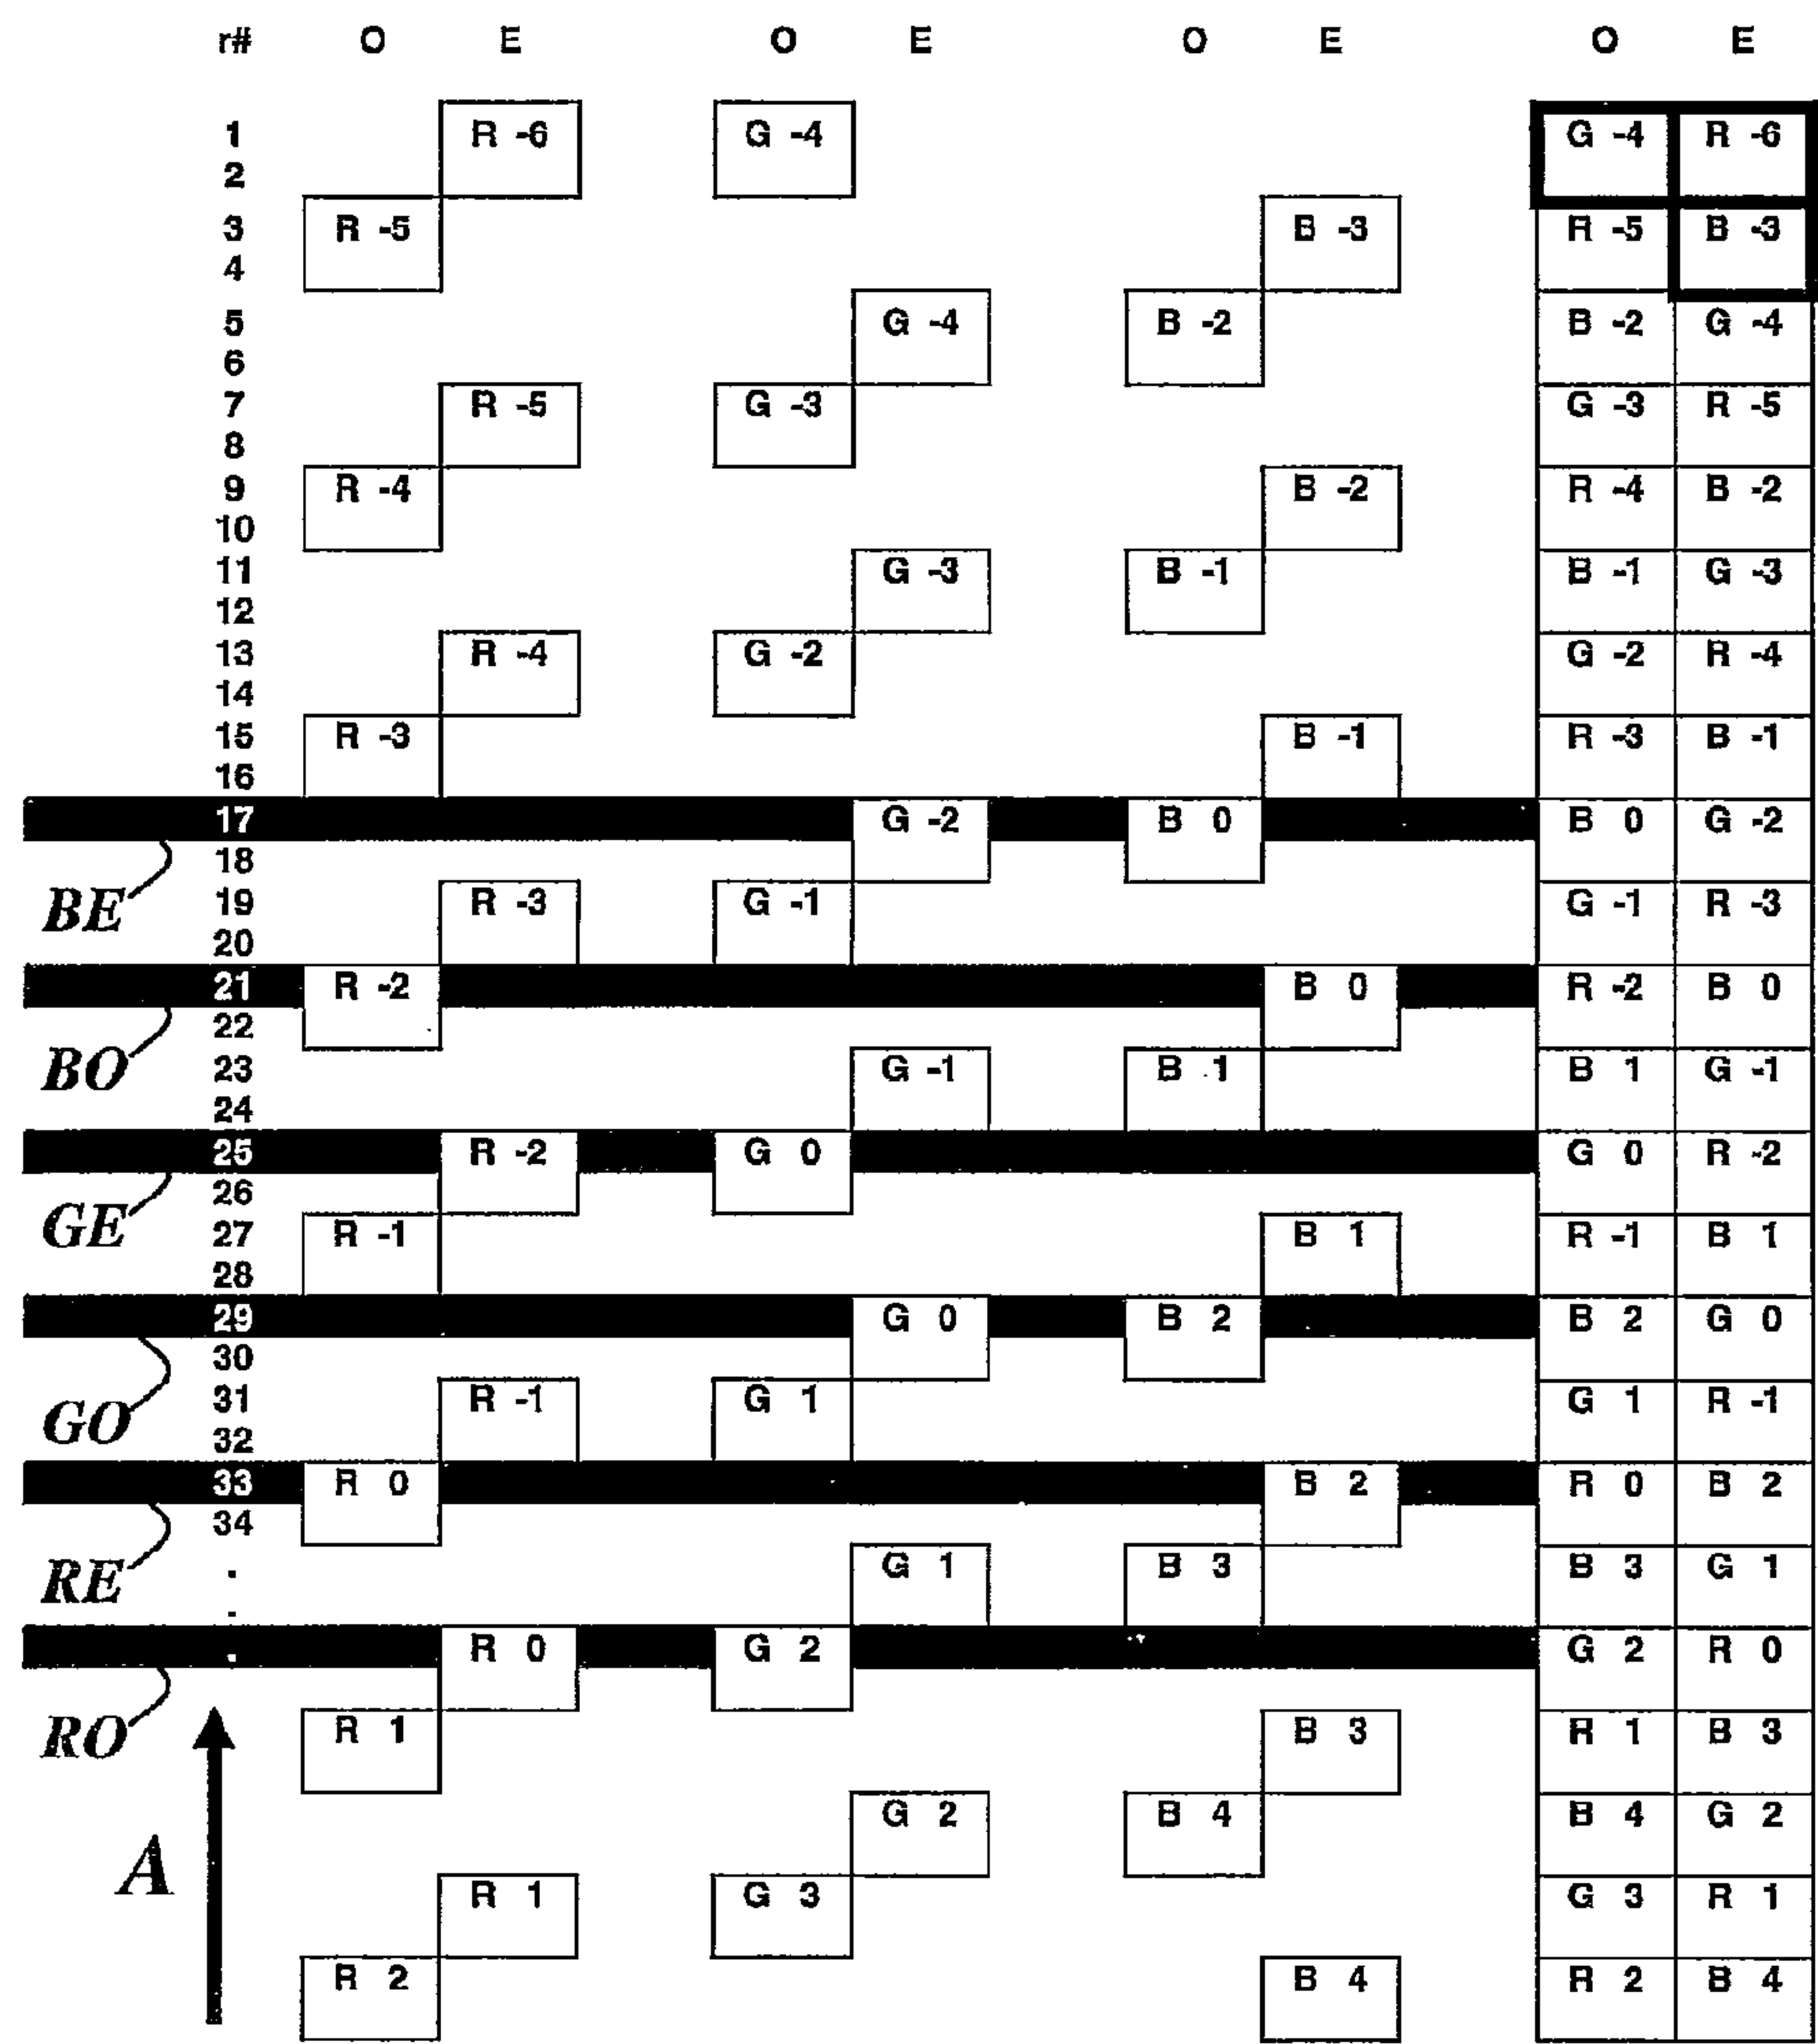 r# O E O E O E O E
1 R -6 G -4 G -4 R -6
2
3 R -5 B -3 R -5 B -3
4
5 G -4 B -2 B -2 G -4
6
7 R -5 G -3 G -3 R -5
8
9 R -4 B -2 R -4 B -2
10
11 G -3 B -1 B -1 G -3
12
13 R -4 G -2 G -2 R -4
14
15 R -3 B -1 R -3 B -1
16
17 G -2 B 0 B 0 G -2
18
BE 19 R -3 G -1 G -1 R -3
20
21 R -2 B 0 R -2 B 0
22
BO 23 G -1 B 1 B 1 G -1
24
25 R -2 G 0 G 0 R -2
26
GE 27 R -1 B 1 R -1 B 1
28
29 G 0 B 2 B 2 G 0
30
GO 31 R -1 G 1 G 1 R -1
32
33 R 0 B 2 R 0 B 2
34
RE . G 1 B 3 B 3 G 1
.
. R 0 G 2 G 2 R 0
RO R 1 B 3 R 1 B 3
A G 2 B 4 B 4 G 2
R 1 G 3 G 3 R 1
R 2 B 4 R 2 B 4